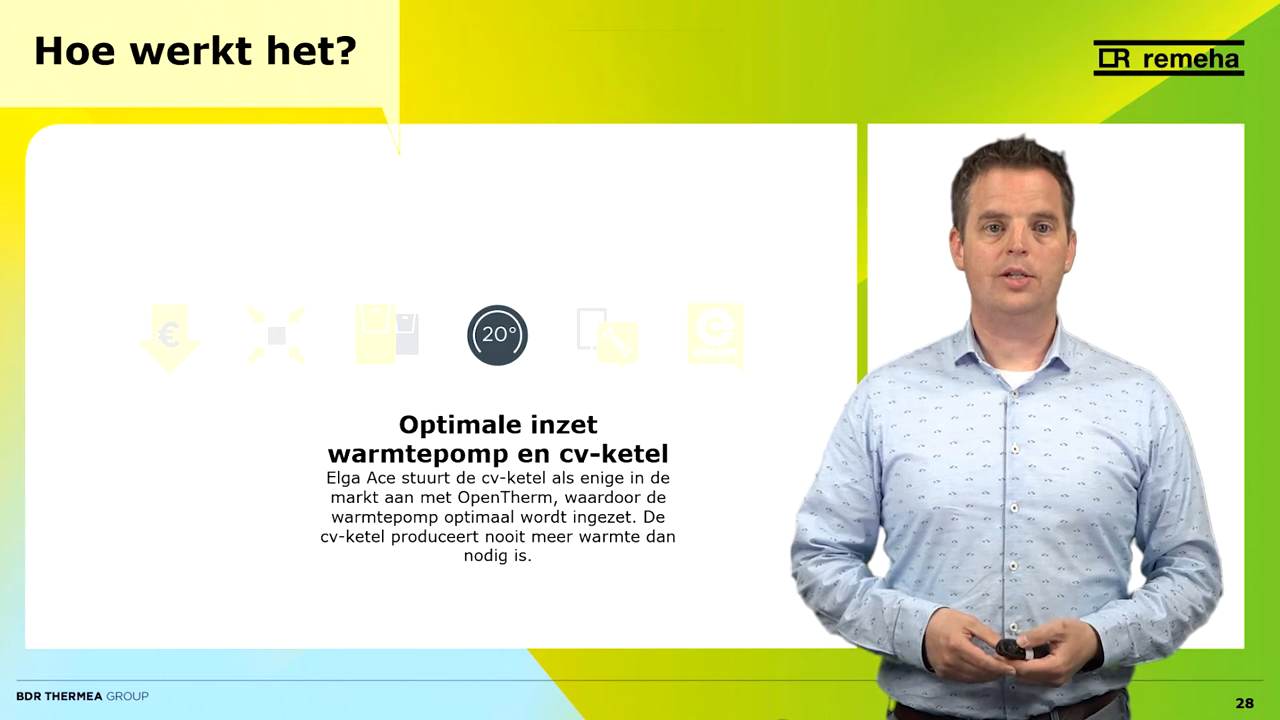 Hoe werkt het?
remeha
€
20°
Optimale inzet
warmtepomp en cv-ketel
Elga Ace stuurt de cv-ketel als enige in de
markt aan met OpenTherm, waardoor de
warmtepomp optimaal wordt ingezet. De
cv-ketel produceert nooit meer warmte dan
nodig is.
BDR THERMEA GROUP
28